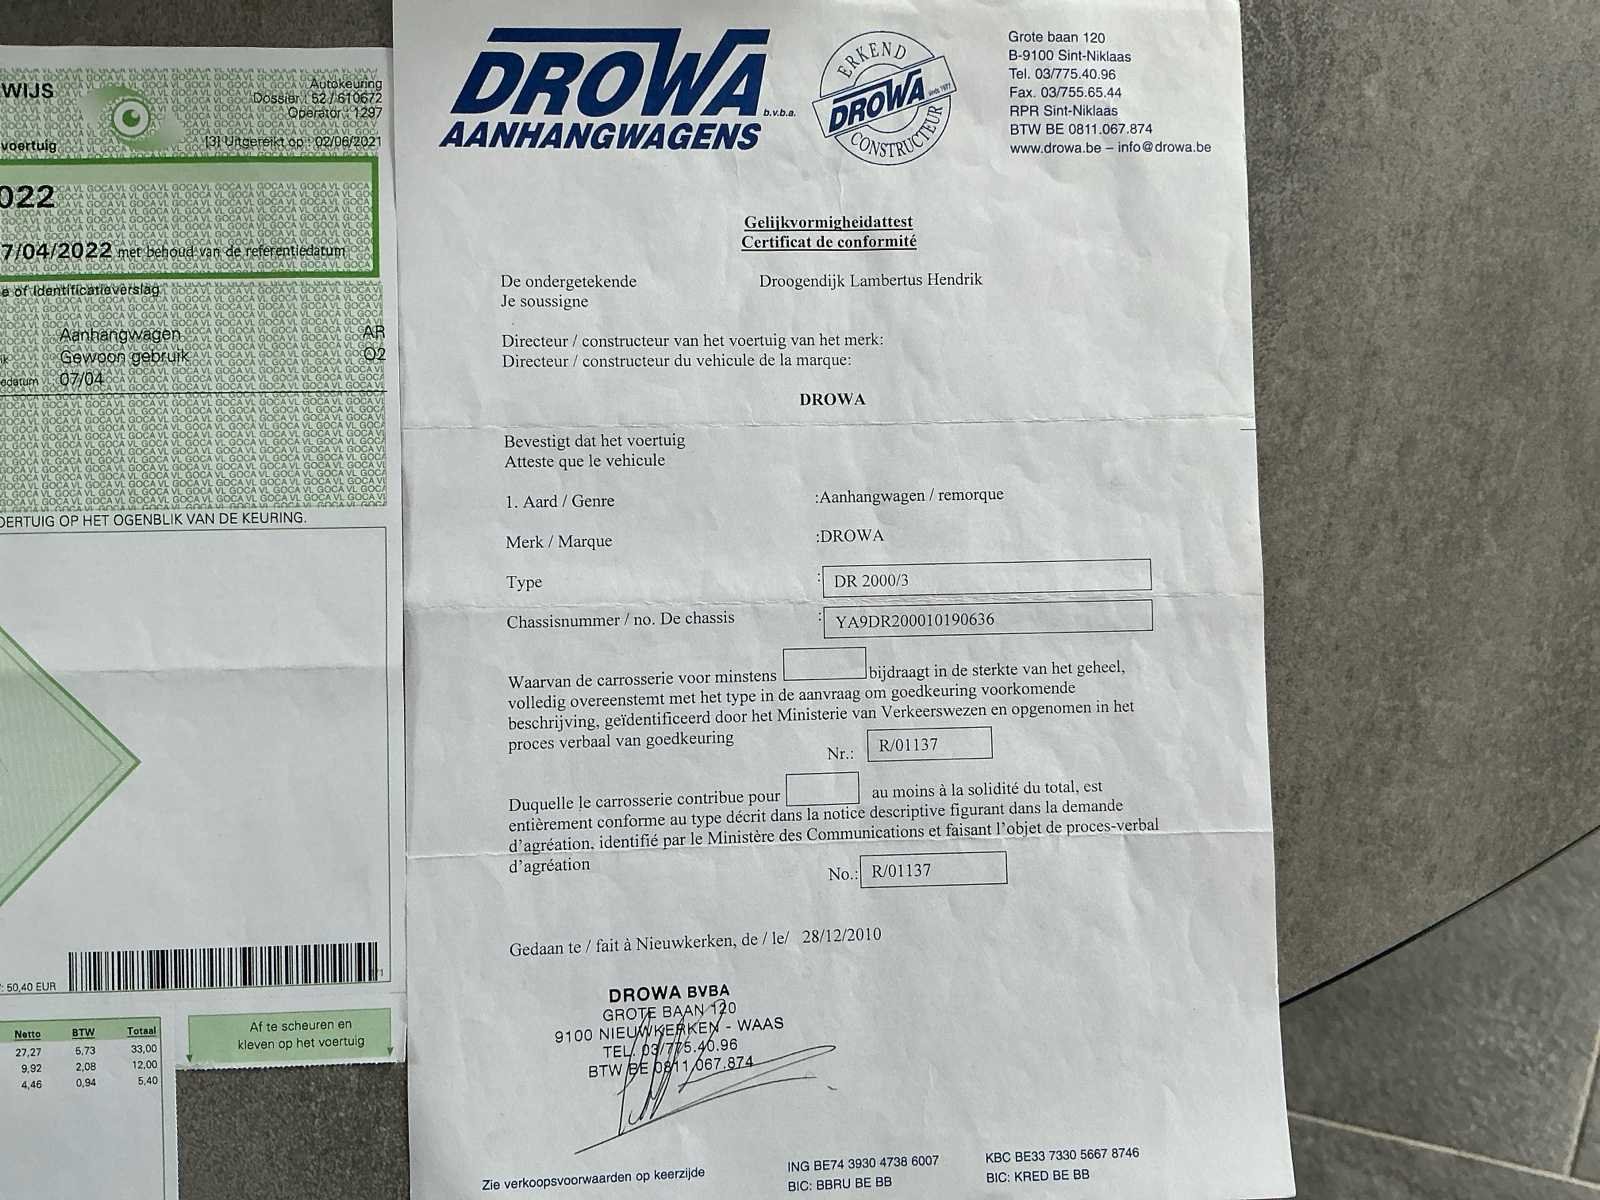 WIJS
Autokeuring
Dossier : 52 / 610672
Operator : 1297
voertuig
[3] Uitgereikt op : 02/06/2021
022
7/04/2022 met behoud van de referentiedatum
e of Identificatieverslag
Aanhangwagen AR
ik Gewoon gebruik O2
edatum : 07/04
OERTUIG OP HET OGENBLIK VAN DE KEURING.
1/1
: 50,40 EUR
Netto BTW Totaal
27,27 5,73 33,00
9,92 2,08 12,00
4,46 0,94 5,40
Af te scheuren en
kleven op het voertuig
DROWA b.v.b.a.
AANHANGWAGENS
ERKEND
DROWA sinds 1977
CONSTRUCTEUR
Grote baan 120
B-9100 Sint-Niklaas
Tel. 03/775.40.96
Fax. 03/755.65.44
RPR Sint-Niklaas
BTW BE 0811.067.874
www.drowa.be – info@drowa.be
Gelijkvormigheidattest
Certificat de conformité
De ondergetekende Droogendijk Lambertus Hendrik
Je soussigne
Directeur / constructeur van het voertuig van het merk:
Directeur / constructeur du vehicule de la marque:
DROWA
Bevestigt dat het voertuig
Atteste que le vehicule
1. Aard / Genre :Aanhangwagen / remorque
Merk / Marque :DROWA
Type : DR 2000/3
Chassisnummer / no. De chassis : YA9DR200010190636
Waarvan de carrosserie voor minstens bijdraagt in de sterkte van het geheel,
volledig overeenstemt met het type in de aanvraag om goedkeuring voorkomende
beschrijving, geïdentificeerd door het Ministerie van Verkeerswezen en opgenomen in het
proces verbaal van goedkeuring Nr.: R/01137
Duquelle le carrosserie contribue pour au moins à la solidité du total, est
entièrement conforme au type décrit dans la notice descriptive figurant dans la demande
d'agréation, identifié par le Ministère des Communications et faisant l'objet de proces-verbal
d'agréation No.: R/01137
Gedaan te / fait à Nieuwkerken, de / le/ 28/12/2010
DROWA BVBA
GROTE BAAN 120
9100 NIEUWKERKEN - WAAS
TEL. 03/775.40.96
BTW BE 0811.067.874
Zie verkoopsvoorwaarden op keerzijde
ING BE74 3930 4738 6007
BIC: BBRU BE BB
KBC BE33 7330 5667 8746
BIC: KRED BE BB